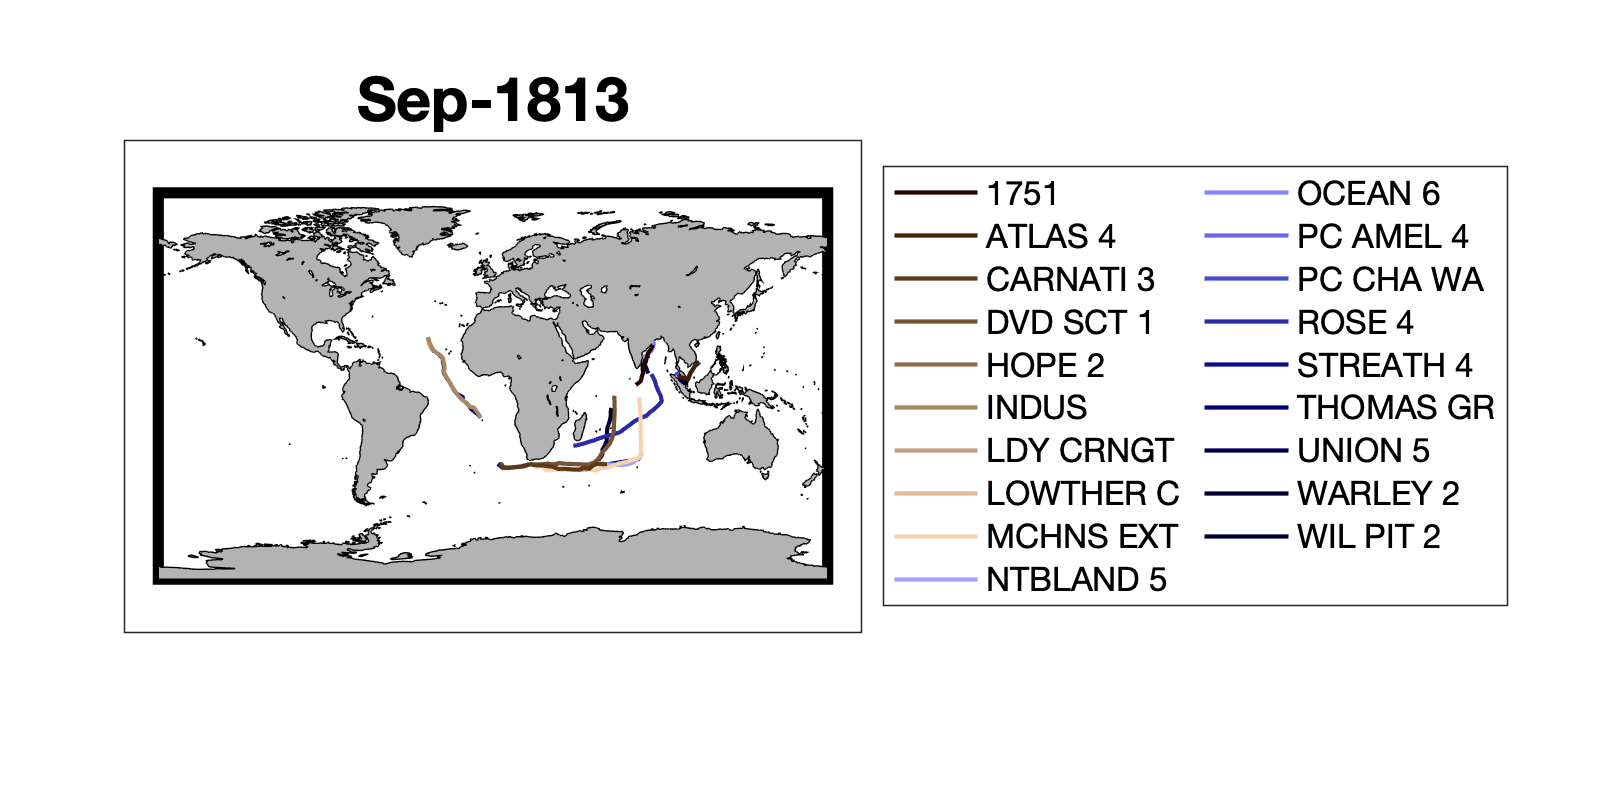 Sep-1813
1751
ATLAS 4
CARNATI 3
DVD SCT 1
HOPE 2
INDUS
LDY CRNGT
LOWTHER C
MCHNS EXT
NTBLAND 5
OCEAN 6
PC AMEL 4
PC CHA WA
ROSE 4
STREATH 4
THOMAS GR
UNION 5
WARLEY 2
WIL PIT 2